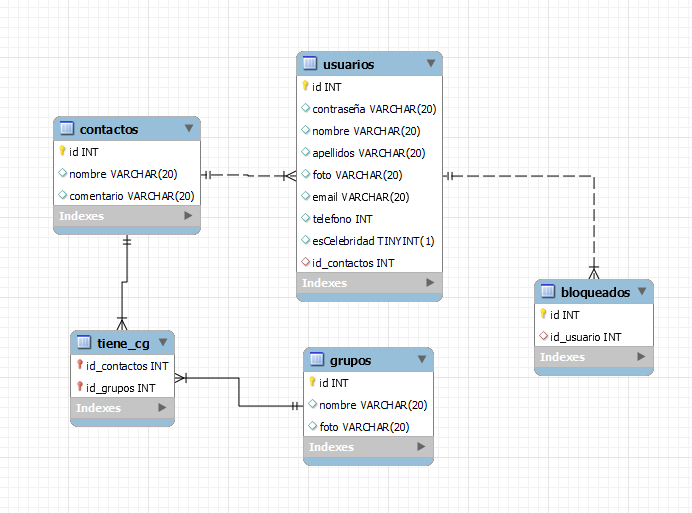 usuarios
id INT
contraseña VARCHAR(20)
nombre VARCHAR(20)
apellidos VARCHAR(20)
foto VARCHAR(20)
email VARCHAR(20)
telefono INT
esCelebridad TINYINT(1)
id_contactos INT
Indexes
contactos
id INT
nombre VARCHAR(20)
comentario VARCHAR(20)
Indexes
bloqueados
id INT
id_usuario INT
Indexes
tiene_cg
id_contactos INT
id_grupos INT
Indexes
grupos
id INT
nombre VARCHAR(20)
foto VARCHAR(20)
Indexes